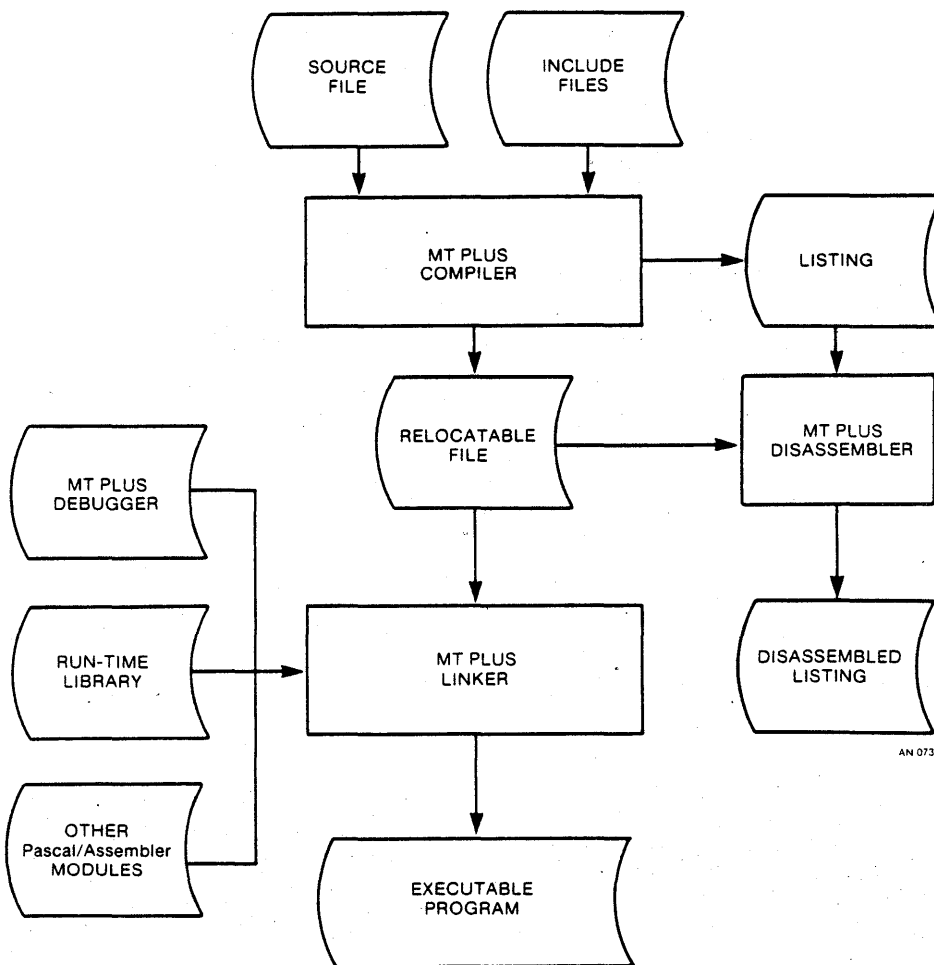 SOURCE
FILE
INCLUDE
FILES
MT PLUS
COMPILER
LISTING
RELOCATABLE
FILE
MT PLUS
DISASSEMBLER
MT PLUS
DEBUGGER
RUN-TIME
LIBRARY
MT PLUS
LINKER
DISASSEMBLED
LISTING
AN 073
OTHER
Pascal/Assembler
MODULES
EXECUTABLE
PROGRAM